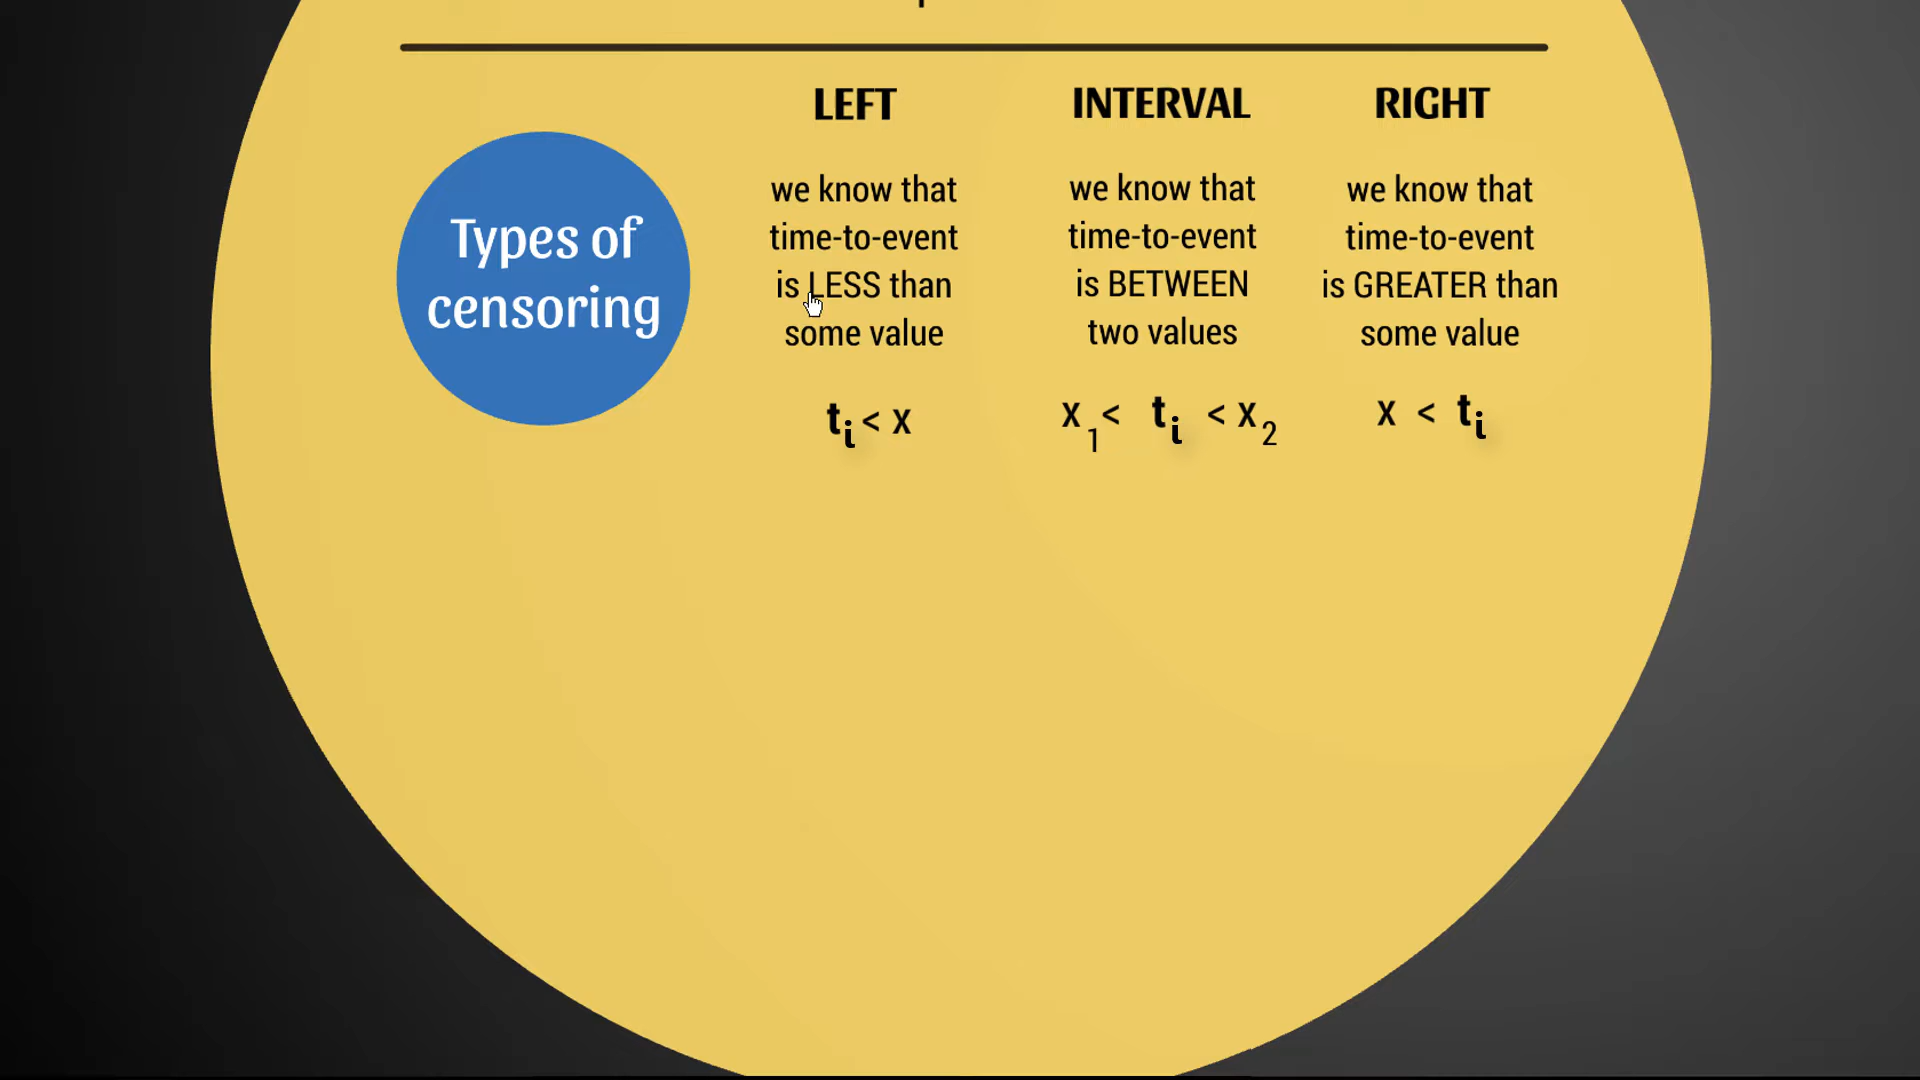 LEFT INTERVAL RIGHT
Types of
censoring
we know that
time-to-event
is LESS than
some value
tᵢ < x
we know that
time-to-event
is BETWEEN
two values
x₁ < tᵢ < x₂
we know that
time-to-event
is GREATER than
some value
x < tᵢ